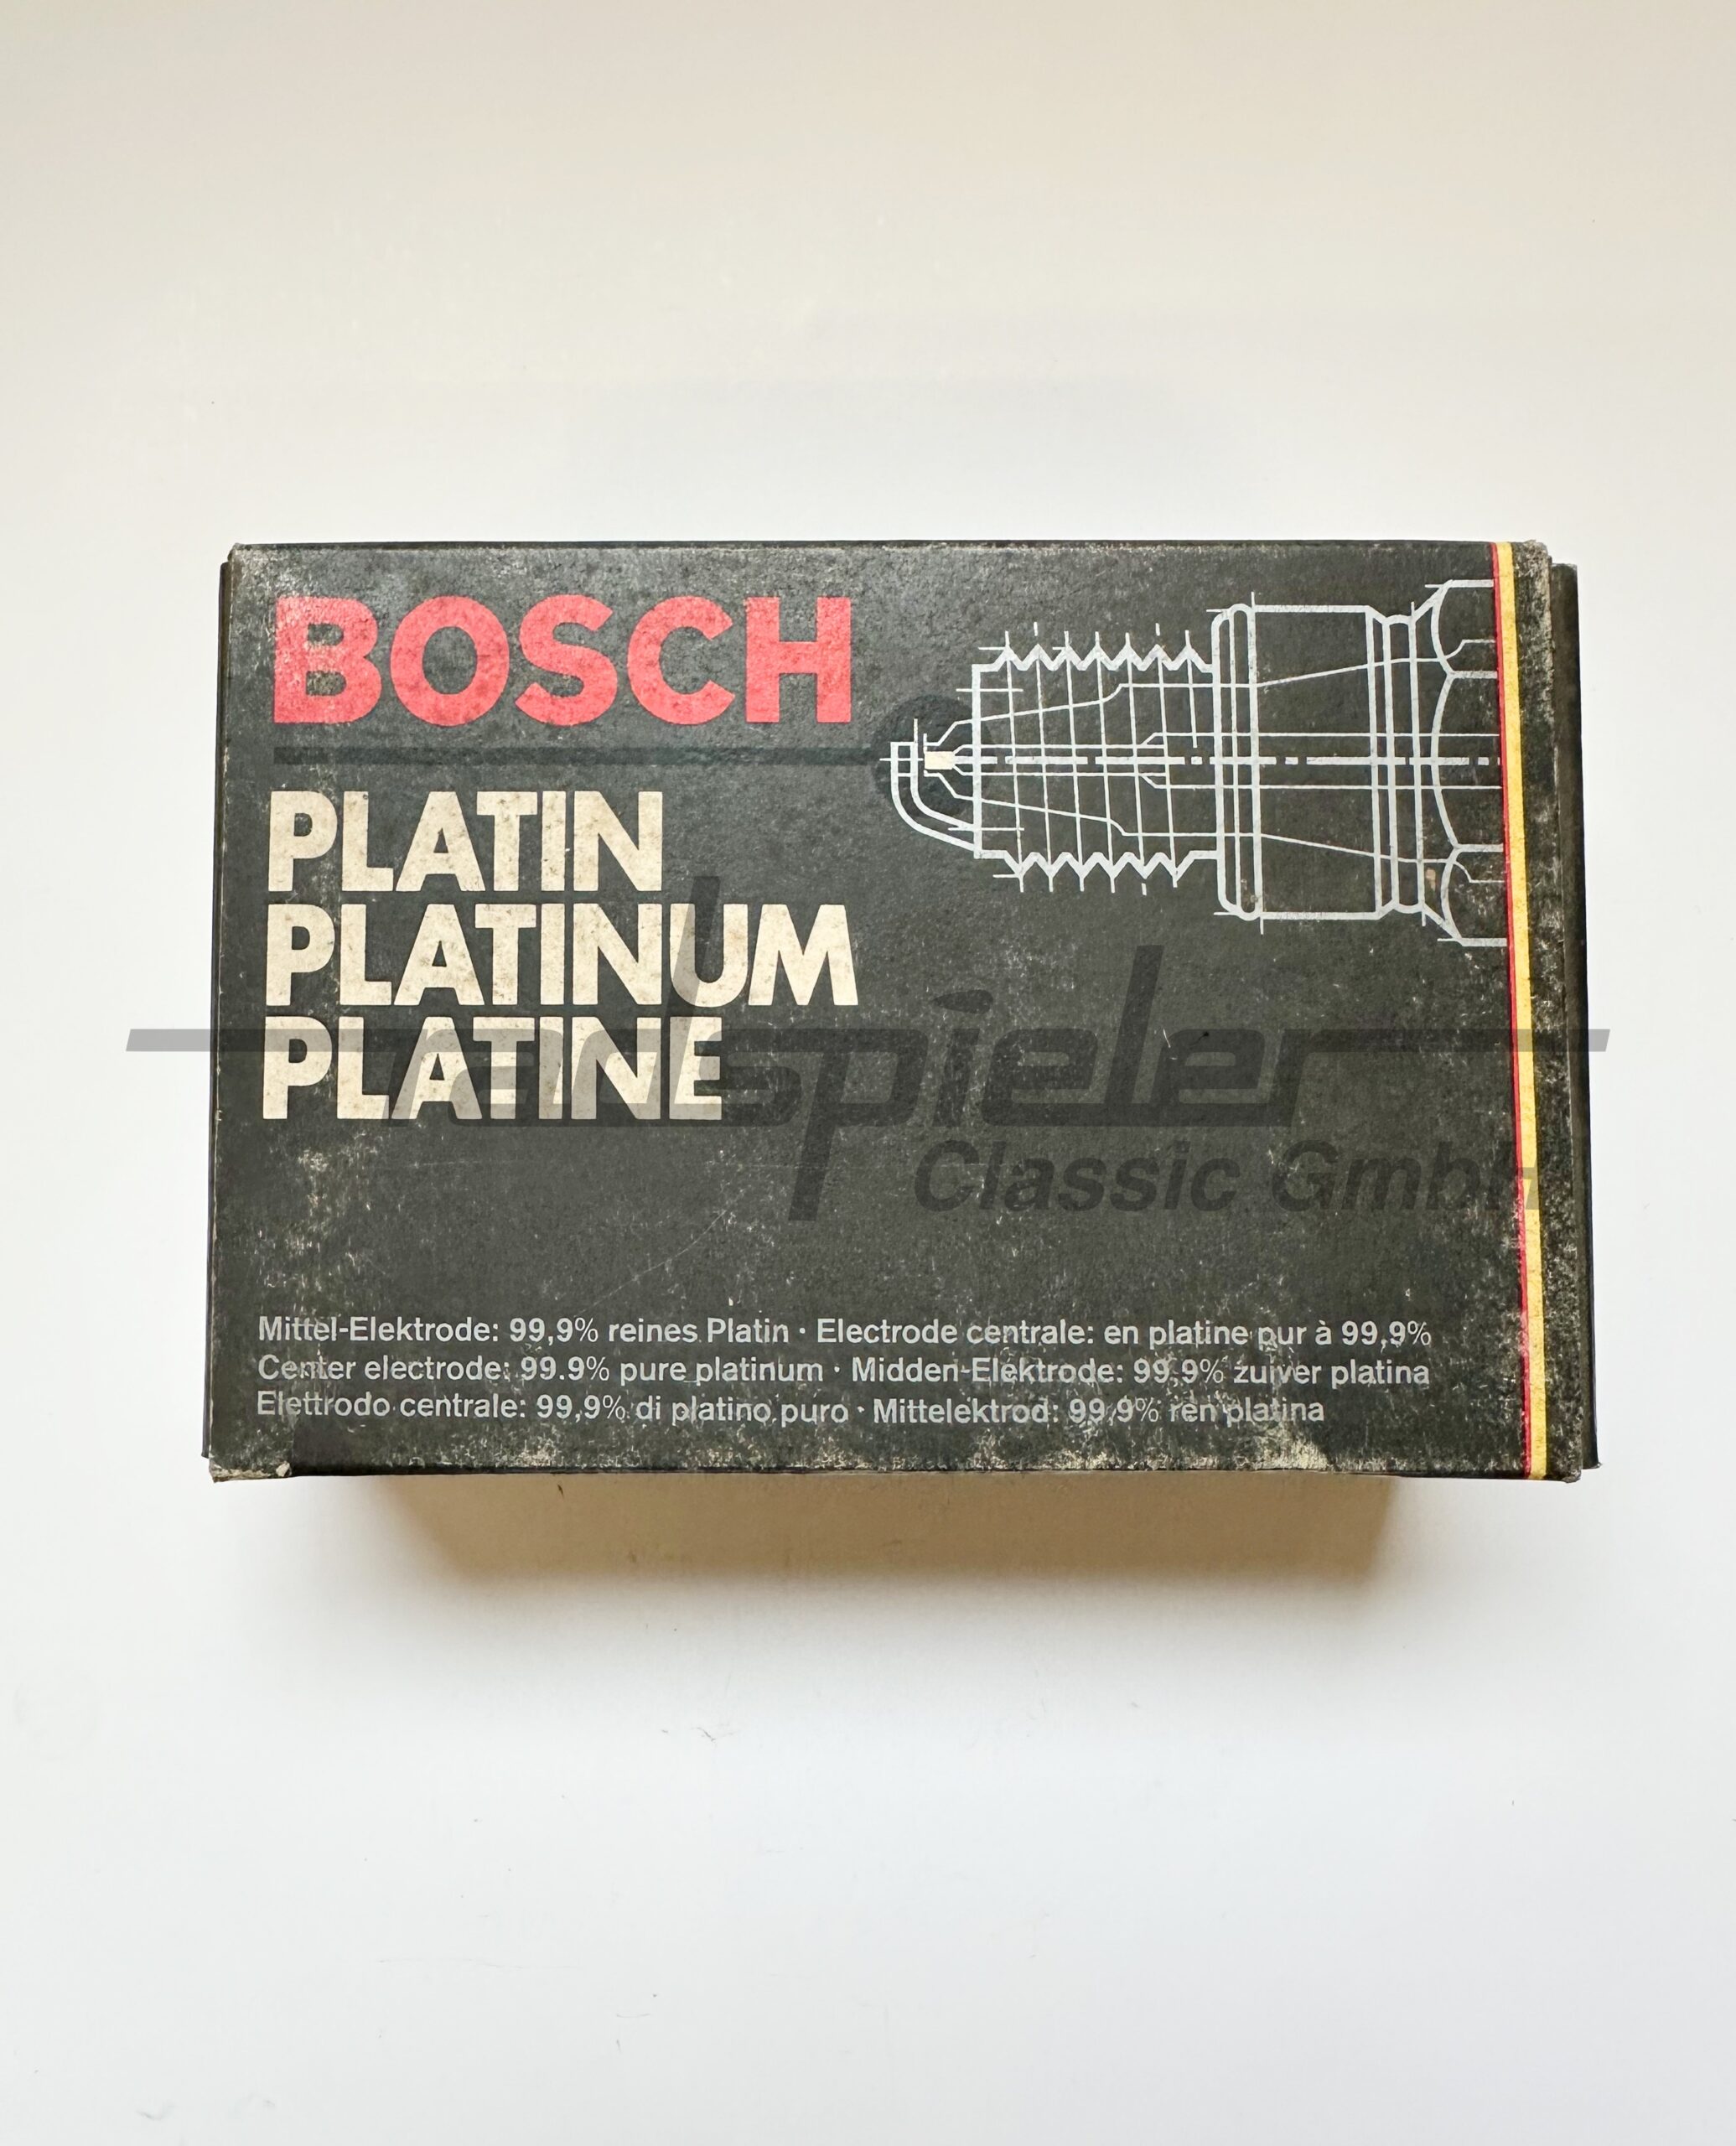 BOSCH
PLATIN
PLATINUM
PLATINE
radspieler
Classic GmbH
Mittel-Elektrode: 99,9% reines Platin · Electrode centrale: en platine pur à 99,9%
Center electrode: 99.9% pure platinum · Midden-Elektrode: 99,9% zuiver platina
Elettrodo centrale: 99,9% di platino puro · Mittelektrod: 99,9% ren platina